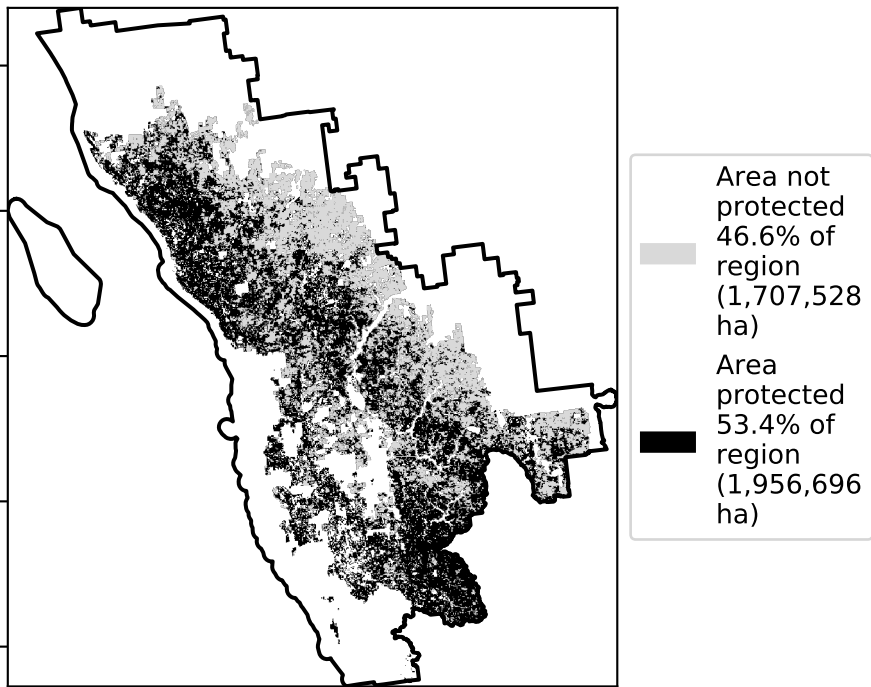 Area not
protected
46.6% of
region
(1,707,528
ha)
Area
protected
53.4% of
region
(1,956,696
ha)